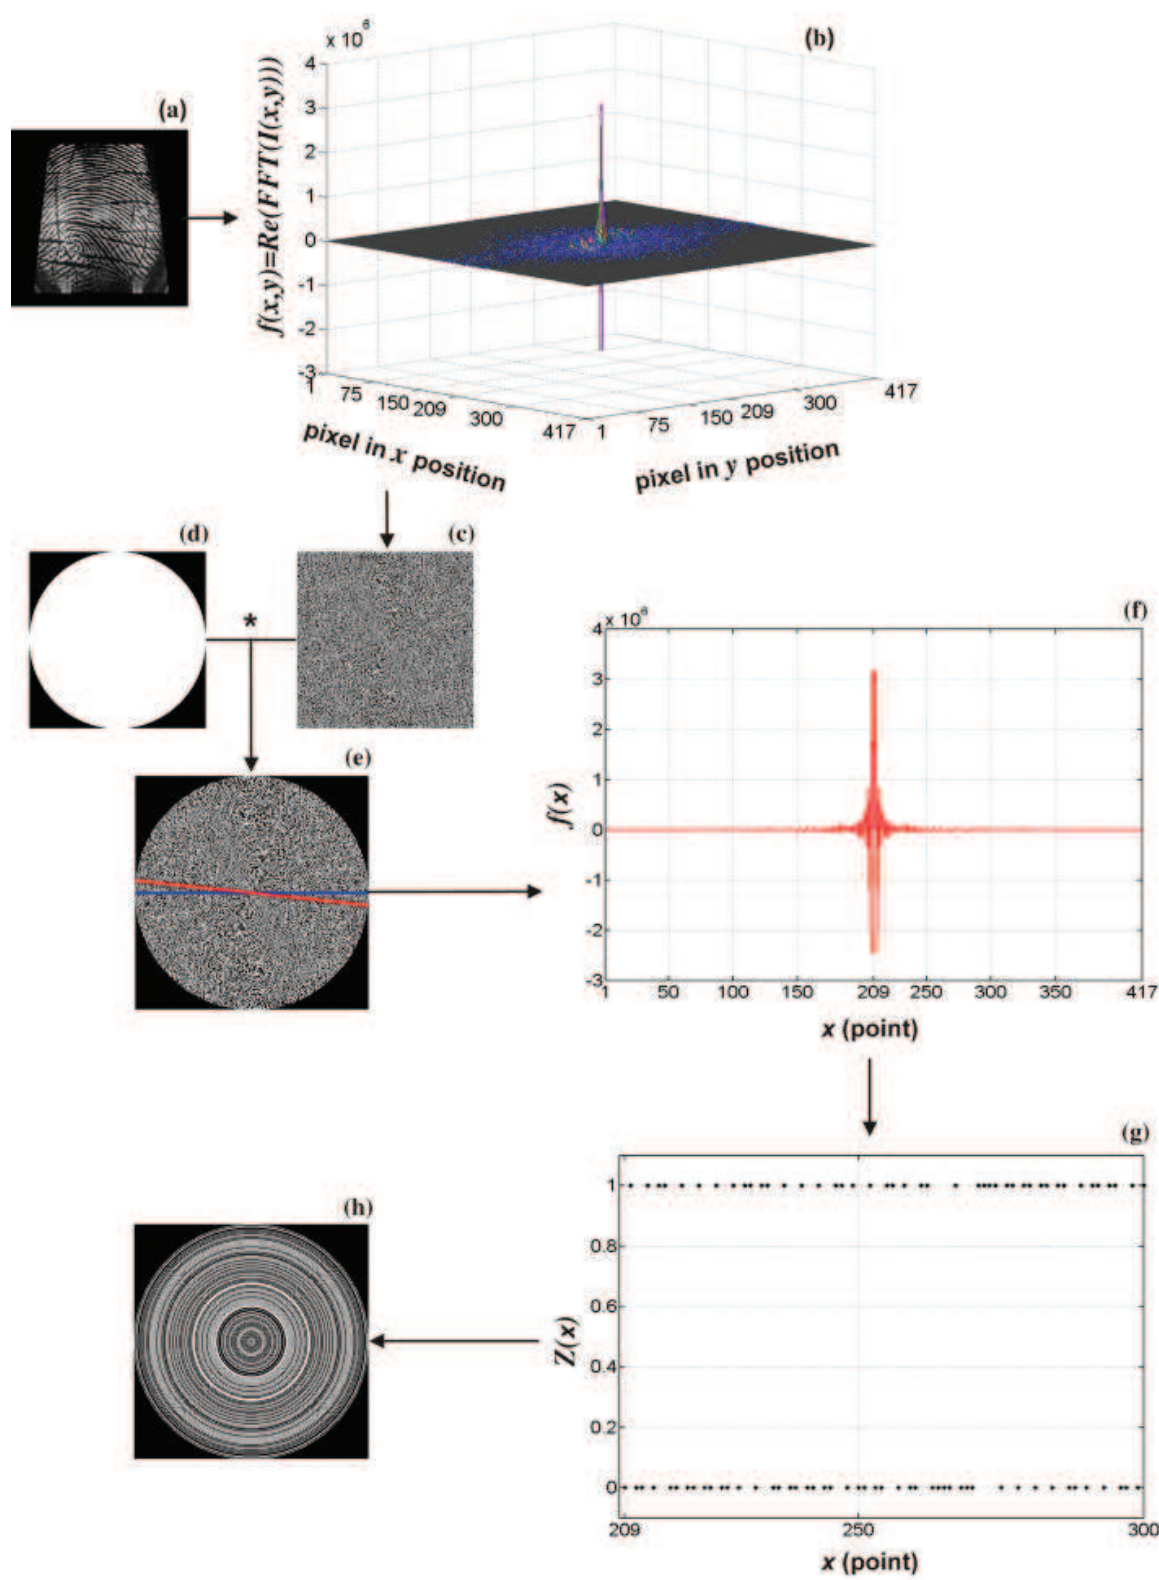 (a)
(b)
x 10^6
f(x,y)=Re(FFT(I(x,y)))
4
3
2
1
0
-1
-2
-3
1 75 150 209 300 417
1 75 150 209 300 417
pixel in x position
pixel in y position
(d)
(c)
*
(e)
(f)
x 10^6
f(x)
4
3
2
1
0
-1
-2
-3
1 50 100 150 209 250 300 350 417
x (point)
(g)
Z(x)
1
0.8
0.6
0.4
0.2
0
209 250 300
x (point)
(h)